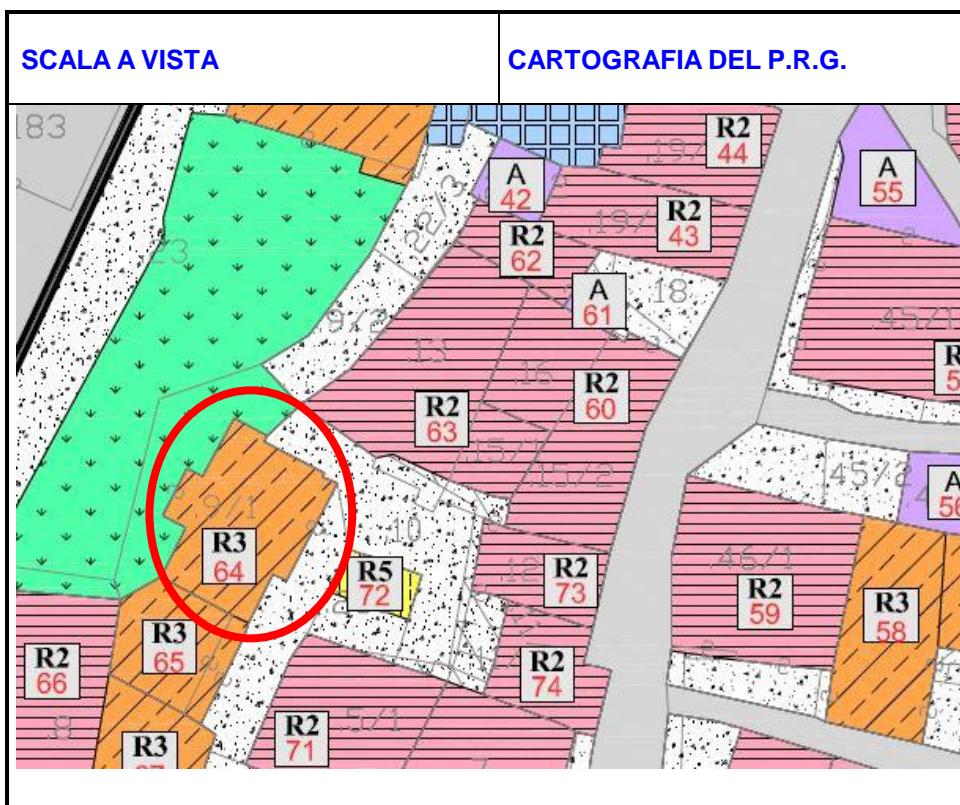 SCALA A VISTA
CARTOGRAFIA DEL P.R.G.
183
R2
44
A
42
A
55
22/3
R2
43
R2
62
23
A
61
18
9/2
.13
.16
.45/1
R2
63
R2
60
.15/1
.15/2
45/2
A
56
9/1
.10
R3
64
R5
72
.12
R2
73
.46/1
R2
59
R3
58
R3
65
R2
66
R2
74
.8
R2
71
.5/1
R3